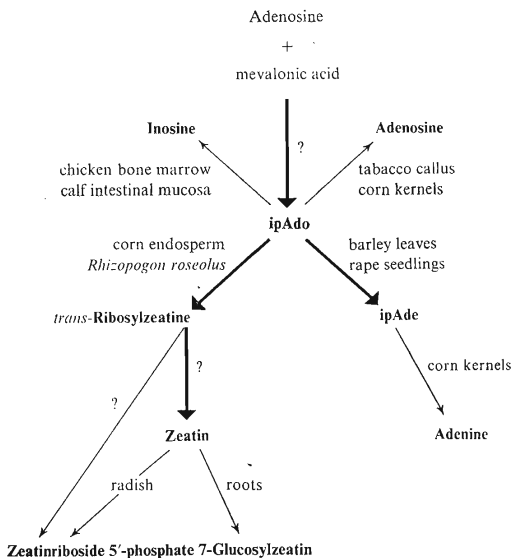 Adenosine
+
mevalonic acid
Inosine
Adenosine
?
chicken bone marrow
calf intestinal mucosa
tabacco callus
corn kernels
ipAdo
corn endosperm
Rhizopogon roseolus
barley leaves
rape seedlings
trans-Ribosylzeatine
ipAde
?
corn kernels
?
Zeatin
Adenine
radish
roots
Zeatinriboside 5′-phosphate 7-Glucosylzeatin